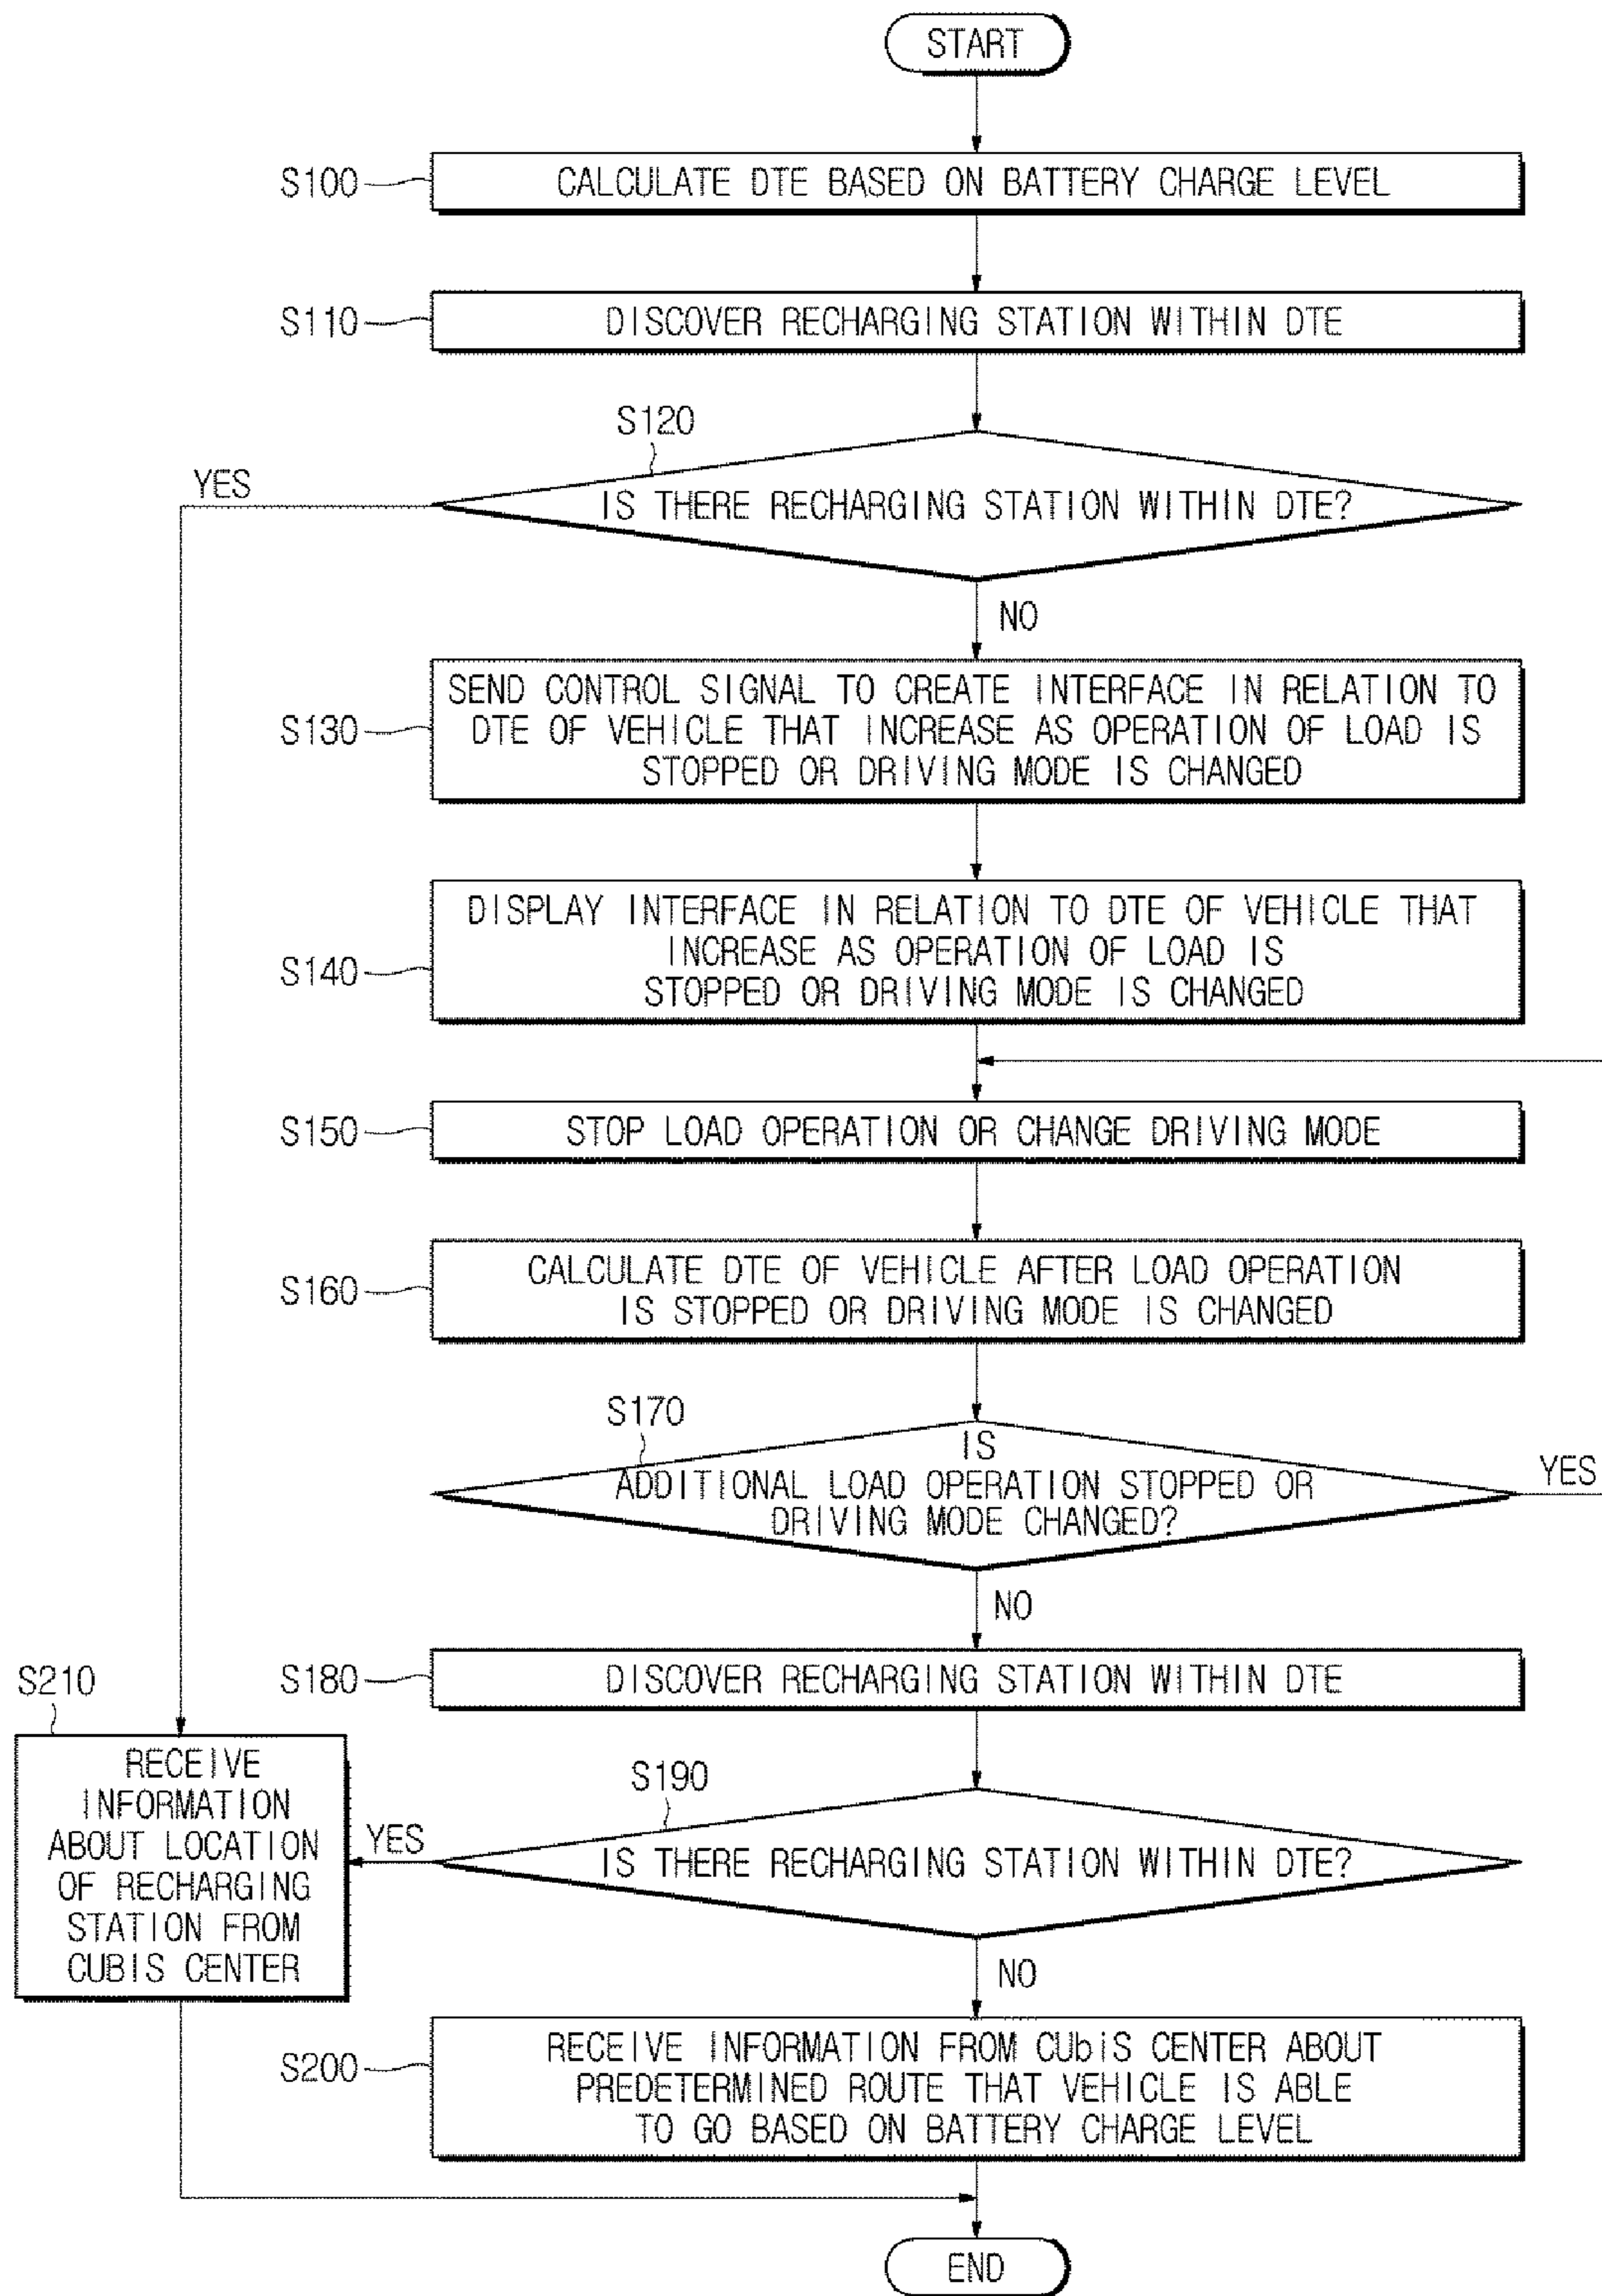 START
S100
CALCULATE DTE BASED ON BATTERY CHARGE LEVEL
S110
DISCOVER RECHARGING STATION WITHIN DTE
S120
YES
IS THERE RECHARGING STATION WITHIN DTE?
NO
S130
SEND CONTROL SIGNAL TO CREATE INTERFACE IN RELATION TO
DTE OF VEHICLE THAT INCREASE AS OPERATION OF LOAD IS
STOPPED OR DRIVING MODE IS CHANGED
S140
DISPLAY INTERFACE IN RELATION TO DTE OF VEHICLE THAT
INCREASE AS OPERATION OF LOAD IS
STOPPED OR DRIVING MODE IS CHANGED
S150
STOP LOAD OPERATION OR CHANGE DRIVING MODE
S160
CALCULATE DTE OF VEHICLE AFTER LOAD OPERATION
IS STOPPED OR DRIVING MODE IS CHANGED
S170
IS
ADDITIONAL LOAD OPERATION STOPPED OR
DRIVING MODE CHANGED?
YES
NO
S180
DISCOVER RECHARGING STATION WITHIN DTE
S210
RECEIVE
INFORMATION
ABOUT LOCATION
OF RECHARGING
STATION FROM
CUBIS CENTER
S190
YES
IS THERE RECHARGING STATION WITHIN DTE?
NO
S200
RECEIVE INFORMATION FROM CUbiS CENTER ABOUT
PREDETERMINED ROUTE THAT VEHICLE IS ABLE
TO GO BASED ON BATTERY CHARGE LEVEL
END